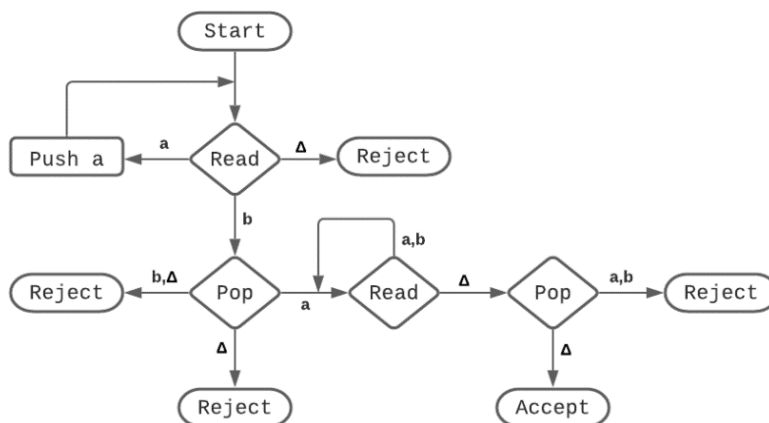 Start
Push a
a
Read
Δ
Reject
b
a,b
Reject
b,Δ
Pop
a
Read
Δ
Pop
a,b
Reject
Δ
Δ
Reject
Accept